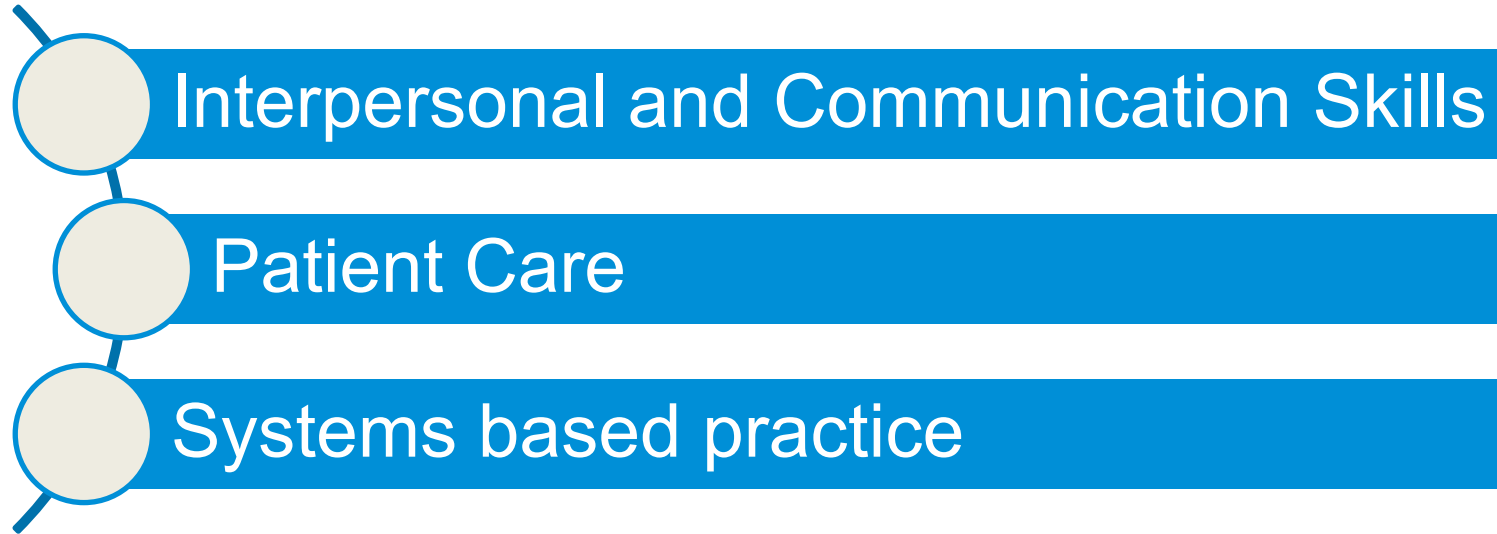 Interpersonal and Communication Skills
Patient Care
Systems based practice